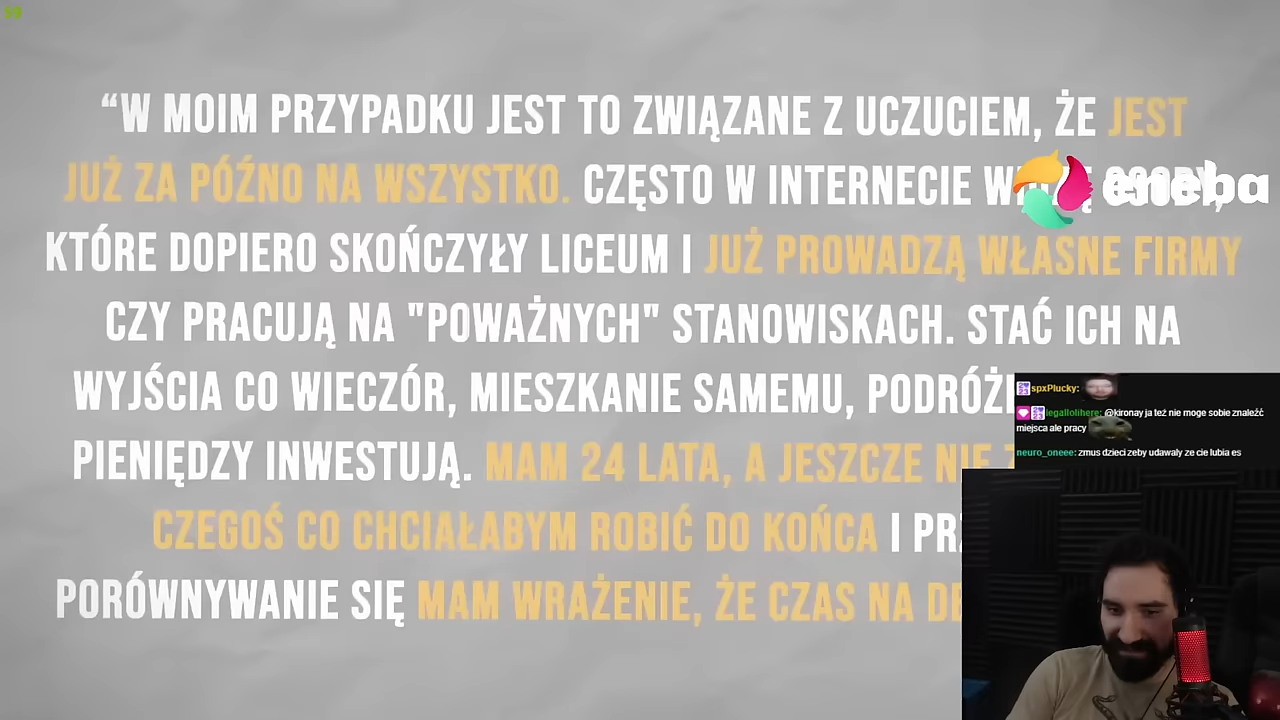 59
“W MOIM PRZYPADKU JEST TO ZWIĄZANE Z UCZUCIEM, ŻE JEST
JUŻ ZA PÓŹNO NA WSZYSTKO. CZĘSTO W INTERNECIE
eneba
KTÓRE DOPIERO SKOŃCZYŁY LICEUM I JUŻ PROWADZĄ WŁASNE FIRMY
CZY PRACUJĄ NA "POWAŻNYCH" STANOWISKACH. STAĆ ICH NA
WYJŚCIA CO WIECZÓR, MIESZKANIE SAMEMU,
PIENIĘDZY INWESTUJĄ. MAM 24 LATA, A JESZCZE NIE
CZEGOŚ CO CHCIAŁABYM ROBIĆ DO KOŃCA I
PORÓWNYWANIE SIĘ MAM WRAŻENIE, ŻE CZAS NA
spxPlucky:
legallolihere: @kironay ja też nie moge sobie znaleźć
miejsca ale pracy
neuro_oneee: zmus dzieci zeby udawaly ze cie lubia es